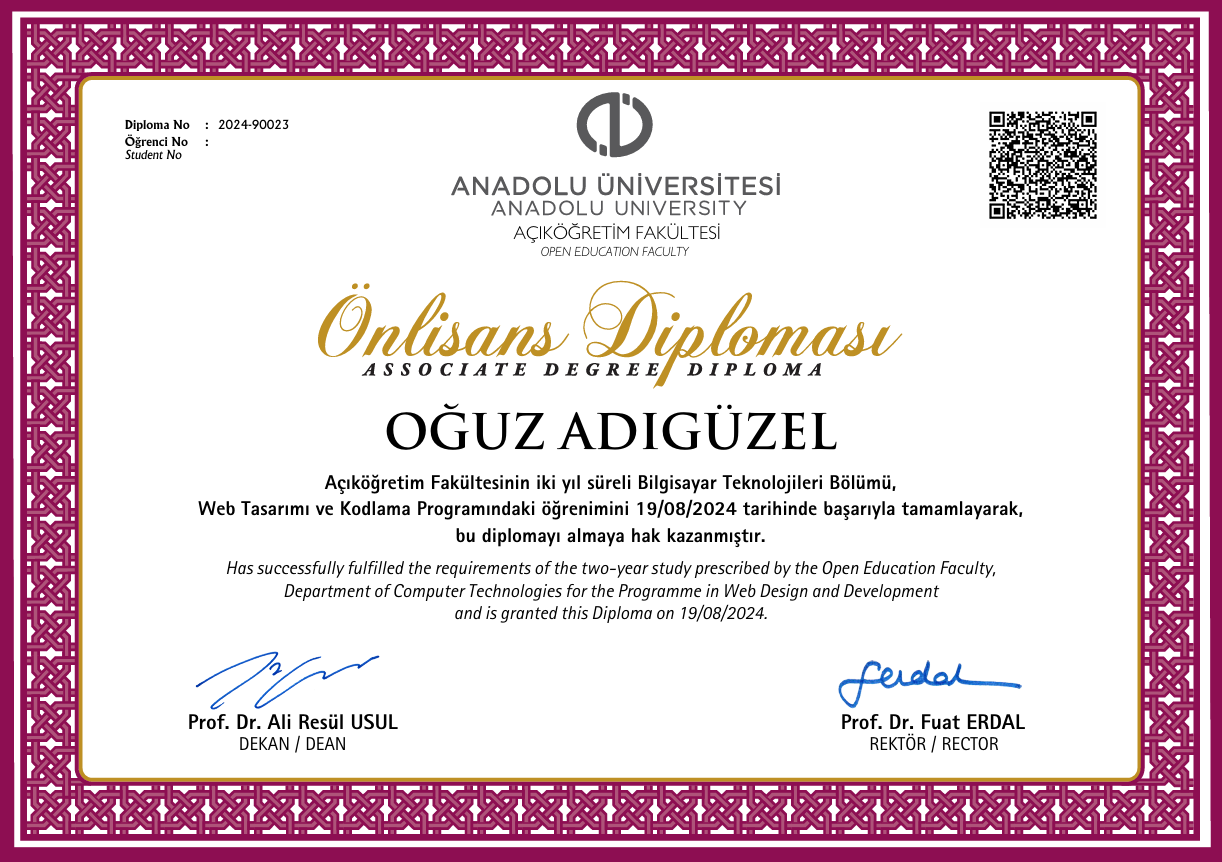 Diploma No : 2024-90023
Öğrenci No :
Student No
ANADOLU ÜNİVERSİTESİ
ANADOLU UNIVERSITY
AÇIKÖĞRETİM FAKÜLTESİ
OPEN EDUCATION FACULTY
Önlisans Diploması
ASSOCIATE DEGREE DIPLOMA
OĞUZ ADIGÜZEL
Açıköğretim Fakültesinin iki yıl süreli Bilgisayar Teknolojileri Bölümü,
Web Tasarımı ve Kodlama Programındaki öğrenimini 19/08/2024 tarihinde başarıyla tamamlayarak,
bu diplomayı almaya hak kazanmıştır.
Has successfully fulfilled the requirements of the two-year study prescribed by the Open Education Faculty,
Department of Computer Technologies for the Programme in Web Design and Development
and is granted this Diploma on 19/08/2024.
Prof. Dr. Ali Resül USUL
DEKAN / DEAN
Prof. Dr. Fuat ERDAL
REKTÖR / RECTOR